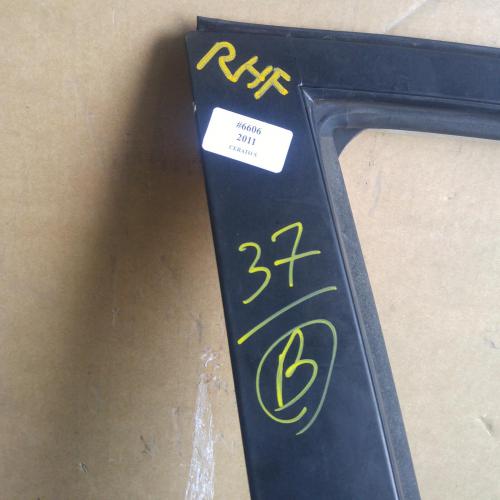 RHF
#6606
2011
CERATO S
37
B